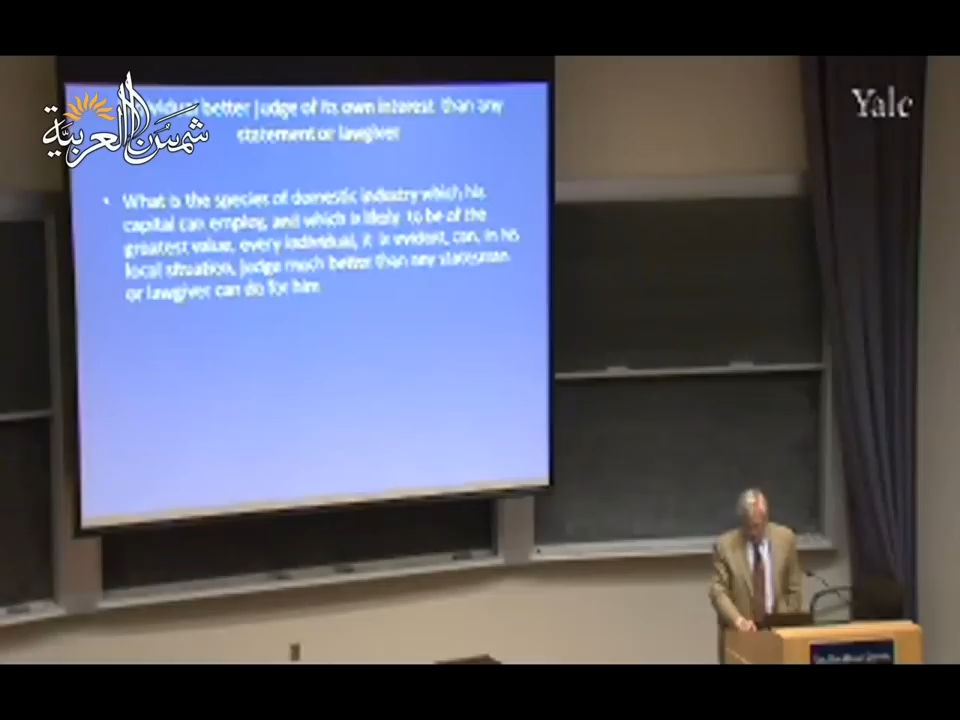 شمس العربية
Yale
better judge of its own interest than any
statement or lawgiver
• What is the species of domestic industry which his
capital can employ, and which is likely to be of the
greatest value, every individual, it is evident, can, in his
local situation, judge much better than any statesman
or lawgiver can do for him